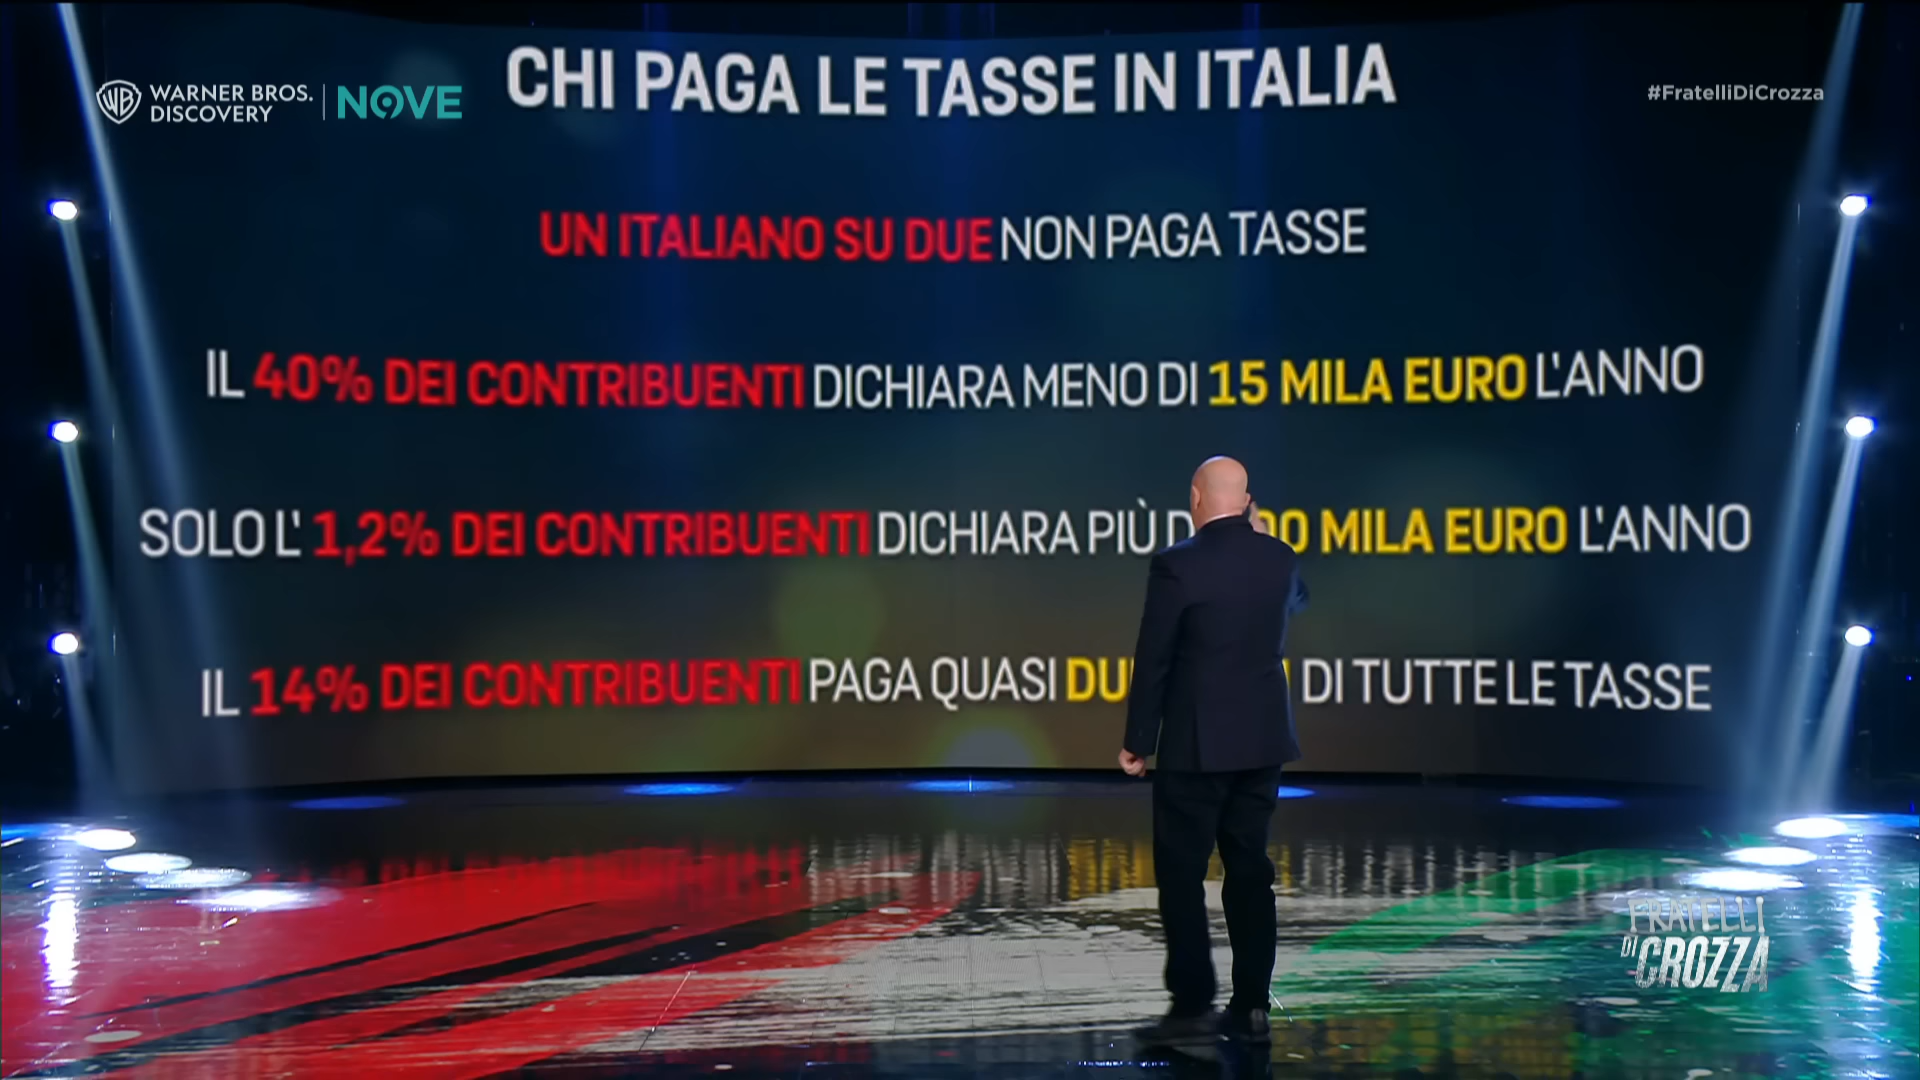 CHI PAGA LE TASSE IN ITALIA
WARNER BROS.
DISCOVERY
NOVE
#FratelliDiCrozza
UN ITALIANO SU DUE NON PAGA TASSE
IL 40% DEI CONTRIBUENTI DICHIARA MENO DI 15 MILA EURO L'ANNO
SOLO L' 1,2% DEI CONTRIBUENTI DICHIARA PIÙ MILA EURO L'ANNO
IL 14% DEI CONTRIBUENTI PAGA QUASI DI TUTTE LE TASSE
FRATELLI
DI CROZZA